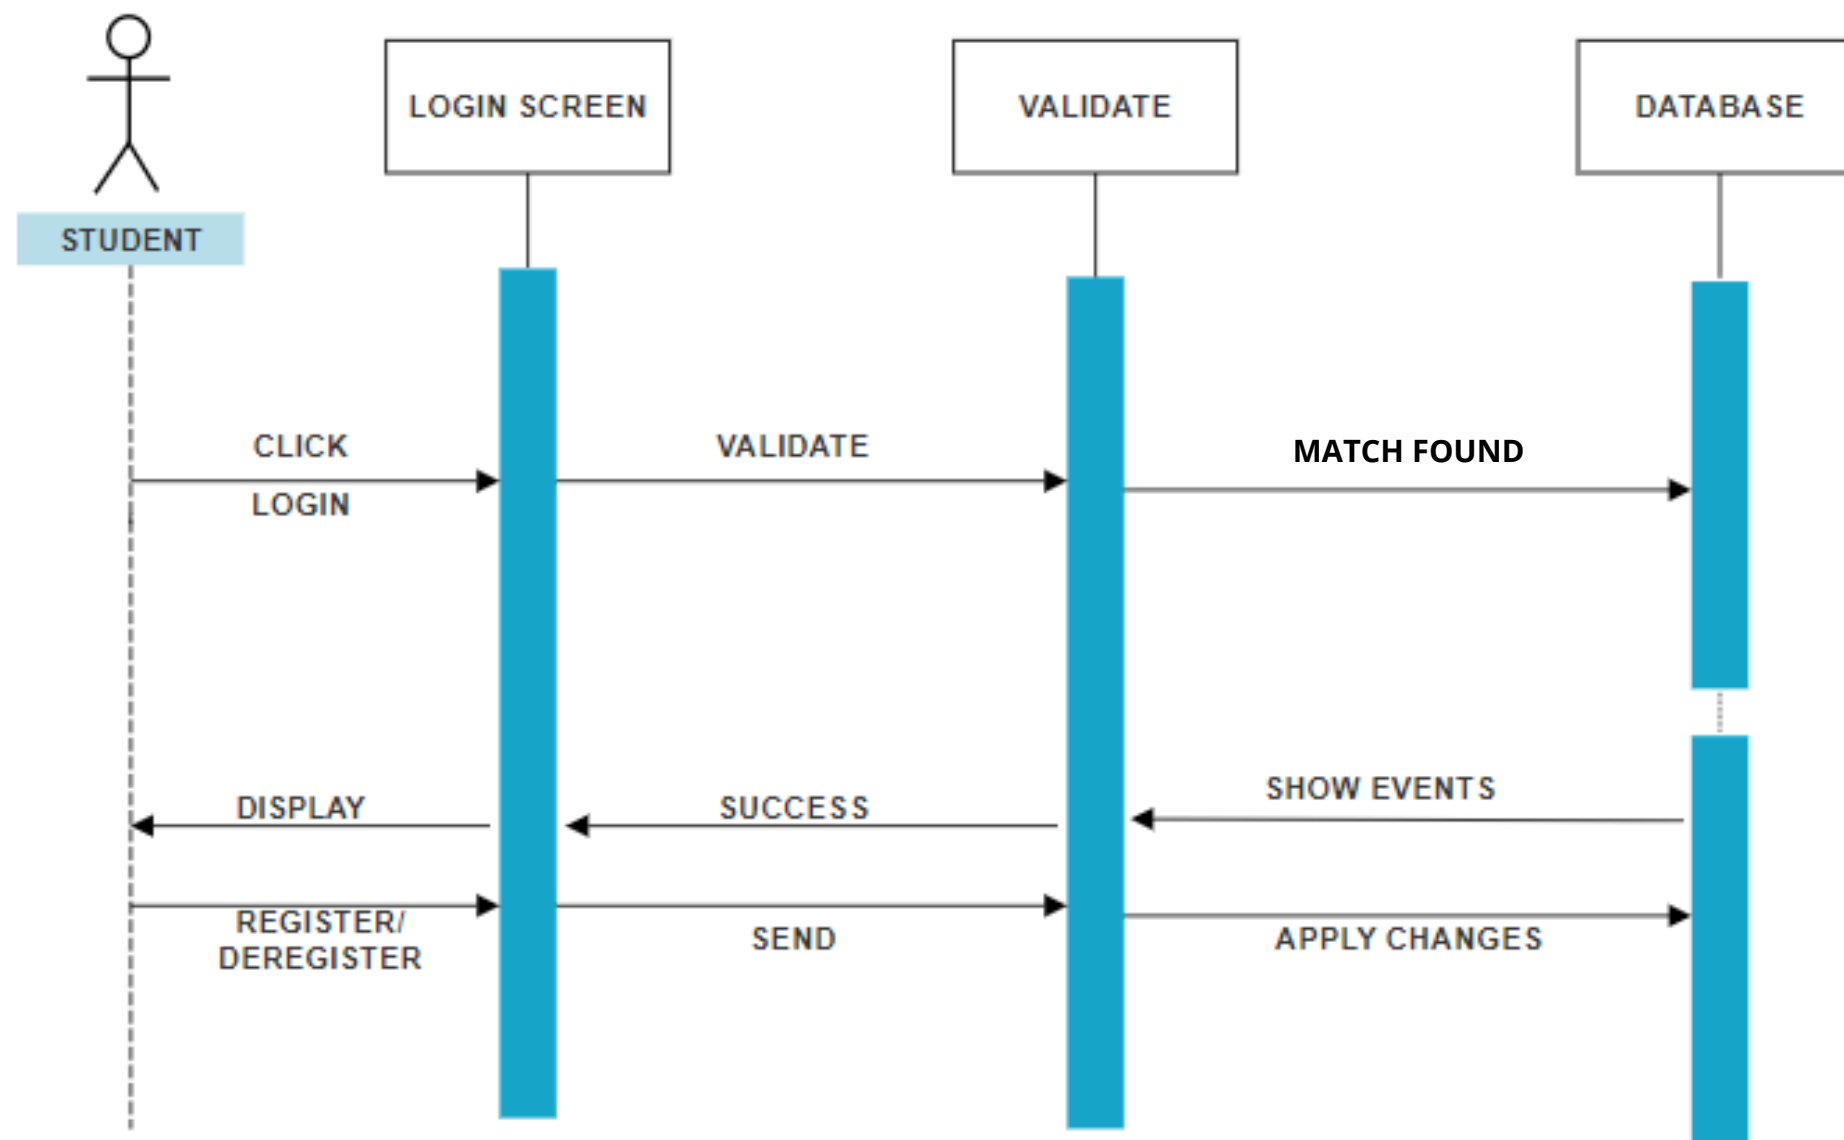 LOGIN SCREEN
VALIDATE
DATABASE
STUDENT
CLICK
LOGIN
VALIDATE
MATCH FOUND
SHOW EVENTS
SUCCESS
DISPLAY
REGISTER/
DEREGISTER
SEND
APPLY CHANGES